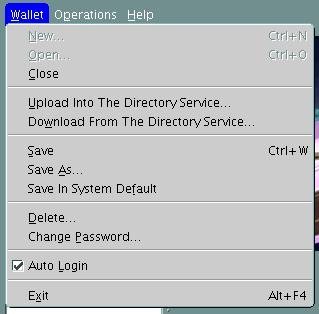 Wallet Operations Help
New... Ctrl+N
Open... Ctrl+O
Close
Upload Into The Directory Service...
Download From The Directory Service...
Save Ctrl+W
Save As...
Save In System Default
Delete...
Change Password...
Auto Login
Exit Alt+F4